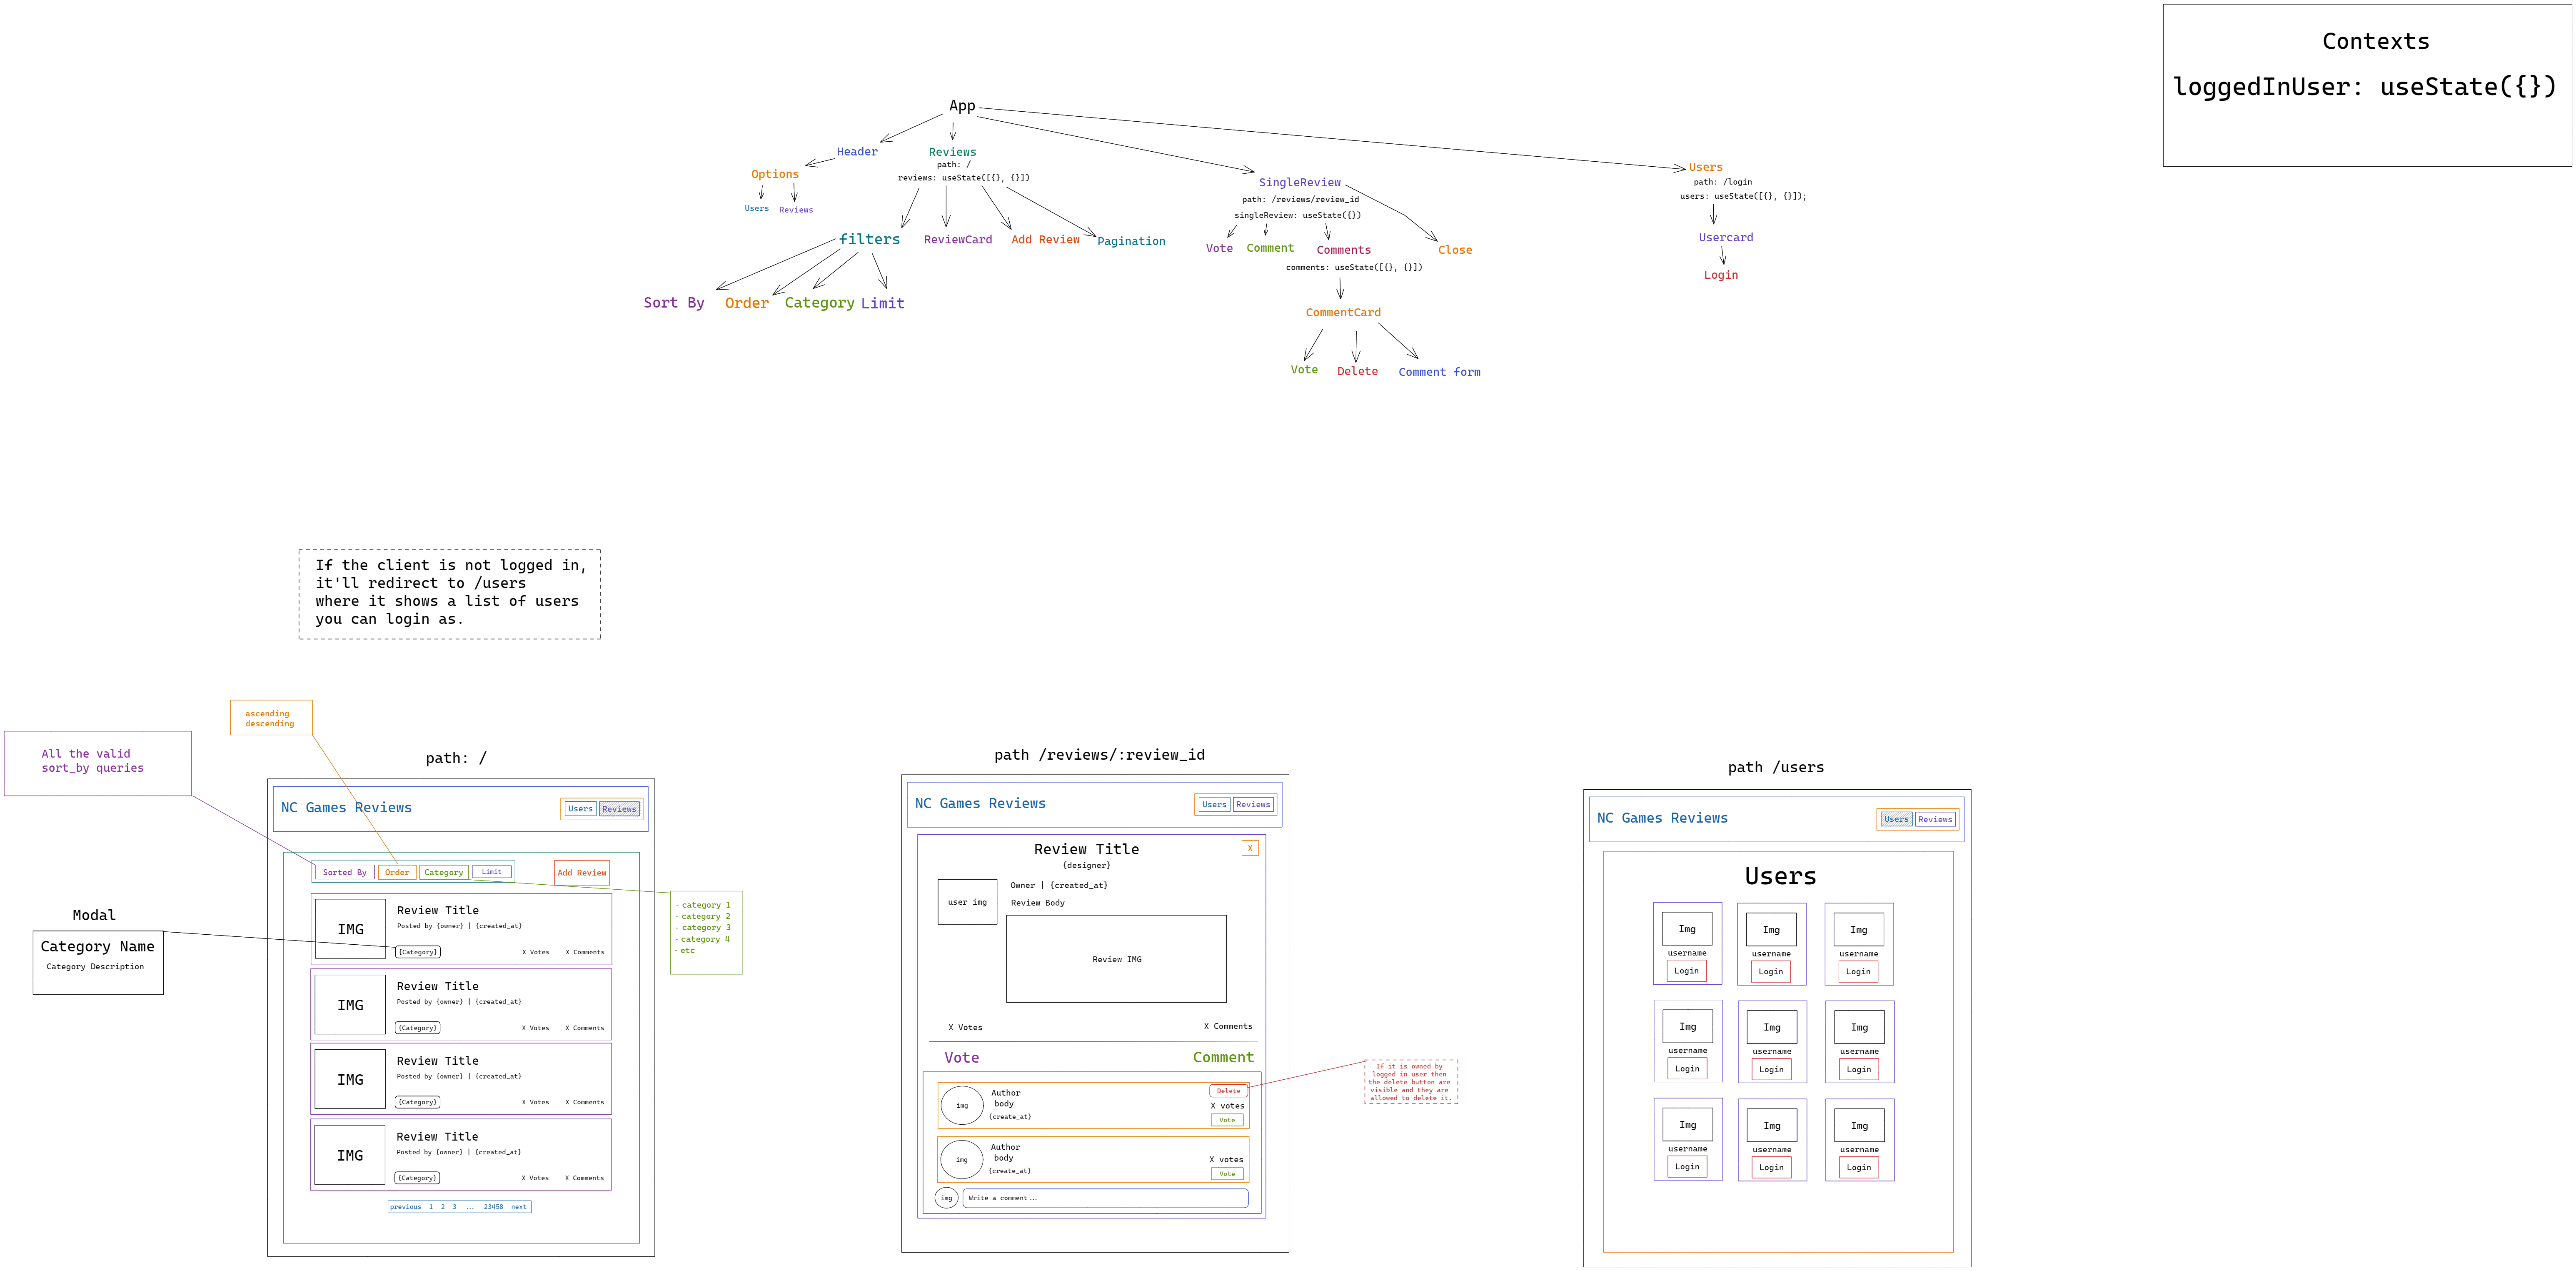 Contexts
loggedInUser: useState({})
App
Header
Reviews
path: /
reviews: useState([{}, {}])
Options
Users
Reviews
SingleReview
path: /reviews/review_id
singleReview: useState({})
Users
path: /login
users: useState([{}, {}]);
filters
ReviewCard
Add Review
Pagination
Vote
Comment
Comments
comments: useState([{}, {}])
Close
Usercard
Login
Sort By
Order
Category
Limit
CommentCard
Vote
Delete
Comment form
If the client is not logged in,
it'll redirect to /users
where it shows a list of users
you can login as.
ascending
descending
All the valid
sort_by queries
path: /
NC Games Reviews
Users
Reviews
Sorted By
Order
Category
Limit
Add Review
- category 1
- category 2
- category 3
- category 4
- etc
Modal
Category Name
Category Description
IMG
Review Title
Posted by {owner} | {created_at}
{Category}
X Votes
X Comments
IMG
Review Title
Posted by {owner} | {created_at}
{Category}
X Votes
X Comments
IMG
Review Title
Posted by {owner} | {created_at}
{Category}
X Votes
X Comments
IMG
Review Title
Posted by {owner} | {created_at}
{Category}
X Votes
X Comments
previous 1 2 3 ... 23458 next
path /reviews/:review_id
NC Games Reviews
Users
Reviews
Review Title
X
{designer}
user img
Owner | {created_at}
Review Body
Review IMG
X Votes
X Comments
Vote
Comment
img
Author
body
{create_at}
Delete
X votes
Vote
img
Author
body
{create_at}
X votes
Vote
img
Write a comment...
If it is owned by
logged in user then
the delete button are
visible and they are
allowed to delete it.
path /users
NC Games Reviews
Users
Reviews
Users
Img
username
Login
Img
username
Login
Img
username
Login
Img
username
Login
Img
username
Login
Img
username
Login
Img
username
Login
Img
username
Login
Img
username
Login